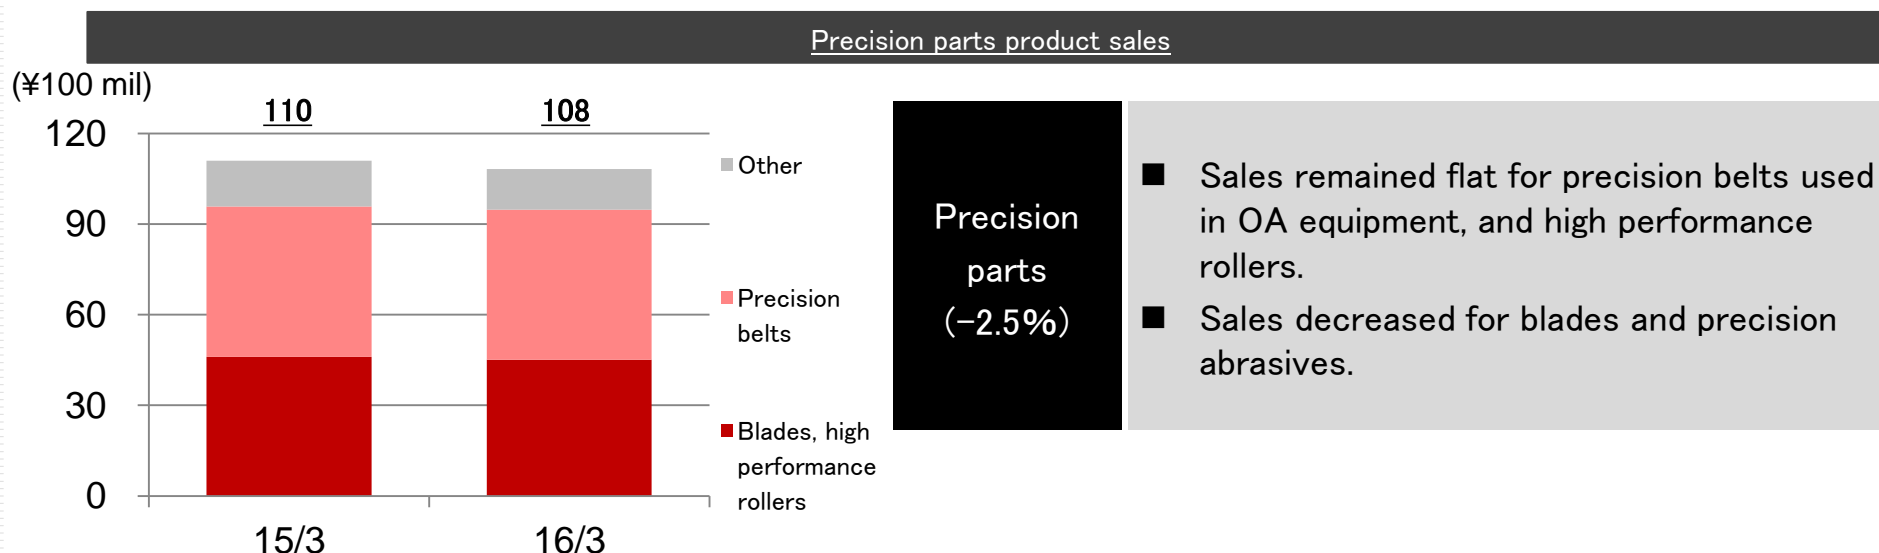 Precision parts product sales
(¥100 mil)
110
108
120
90
60
30
0
15/3
16/3
Other
Precision
belts
Blades, high
performance
rollers
Precision
parts
(-2.5%)
■ Sales remained flat for precision belts used
in OA equipment, and high performance
rollers.
■ Sales decreased for blades and precision
abrasives.